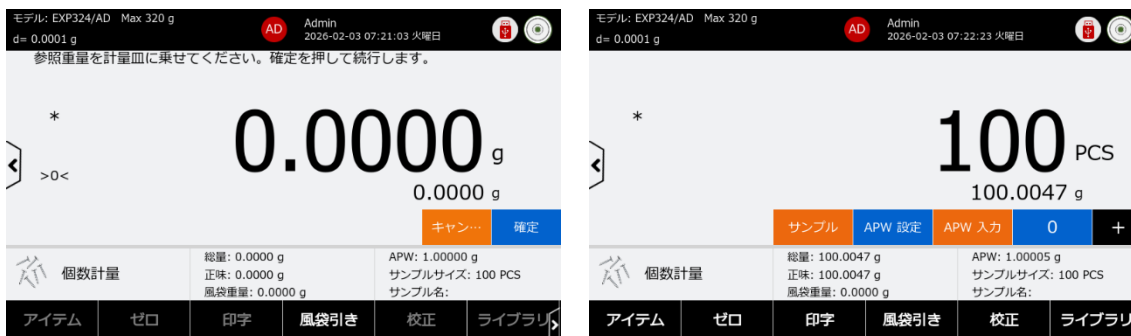 モデル: EXP324/AD Max 320 g
d= 0.0001 g
AD
Admin
2026-02-03 07:21:03 火曜日
参照重量を計量皿に乗せてください。確定を押して続行します。
*
>0<
0.0000 g
0.0000 g
キャン…
確定
個数計量
総量: 0.0000 g
正味: 0.0000 g
風袋重量: 0.0000 g
APW: 1.00000 g
サンプルサイズ: 100 PCS
サンプル名:
アイテム
ゼロ
印字
風袋引き
校正
ライブラリ
モデル: EXP324/AD Max 320 g
d= 0.0001 g
AD
Admin
2026-02-03 07:22:23 火曜日
*
100 PCS
100.0047 g
サンプル
APW 設定
APW 入力
0
+
個数計量
総量: 100.0047 g
正味: 100.0047 g
風袋重量: 0.0000 g
APW: 1.00005 g
サンプルサイズ: 100 PCS
サンプル名:
アイテム
ゼロ
印字
風袋引き
校正
ライブラリ